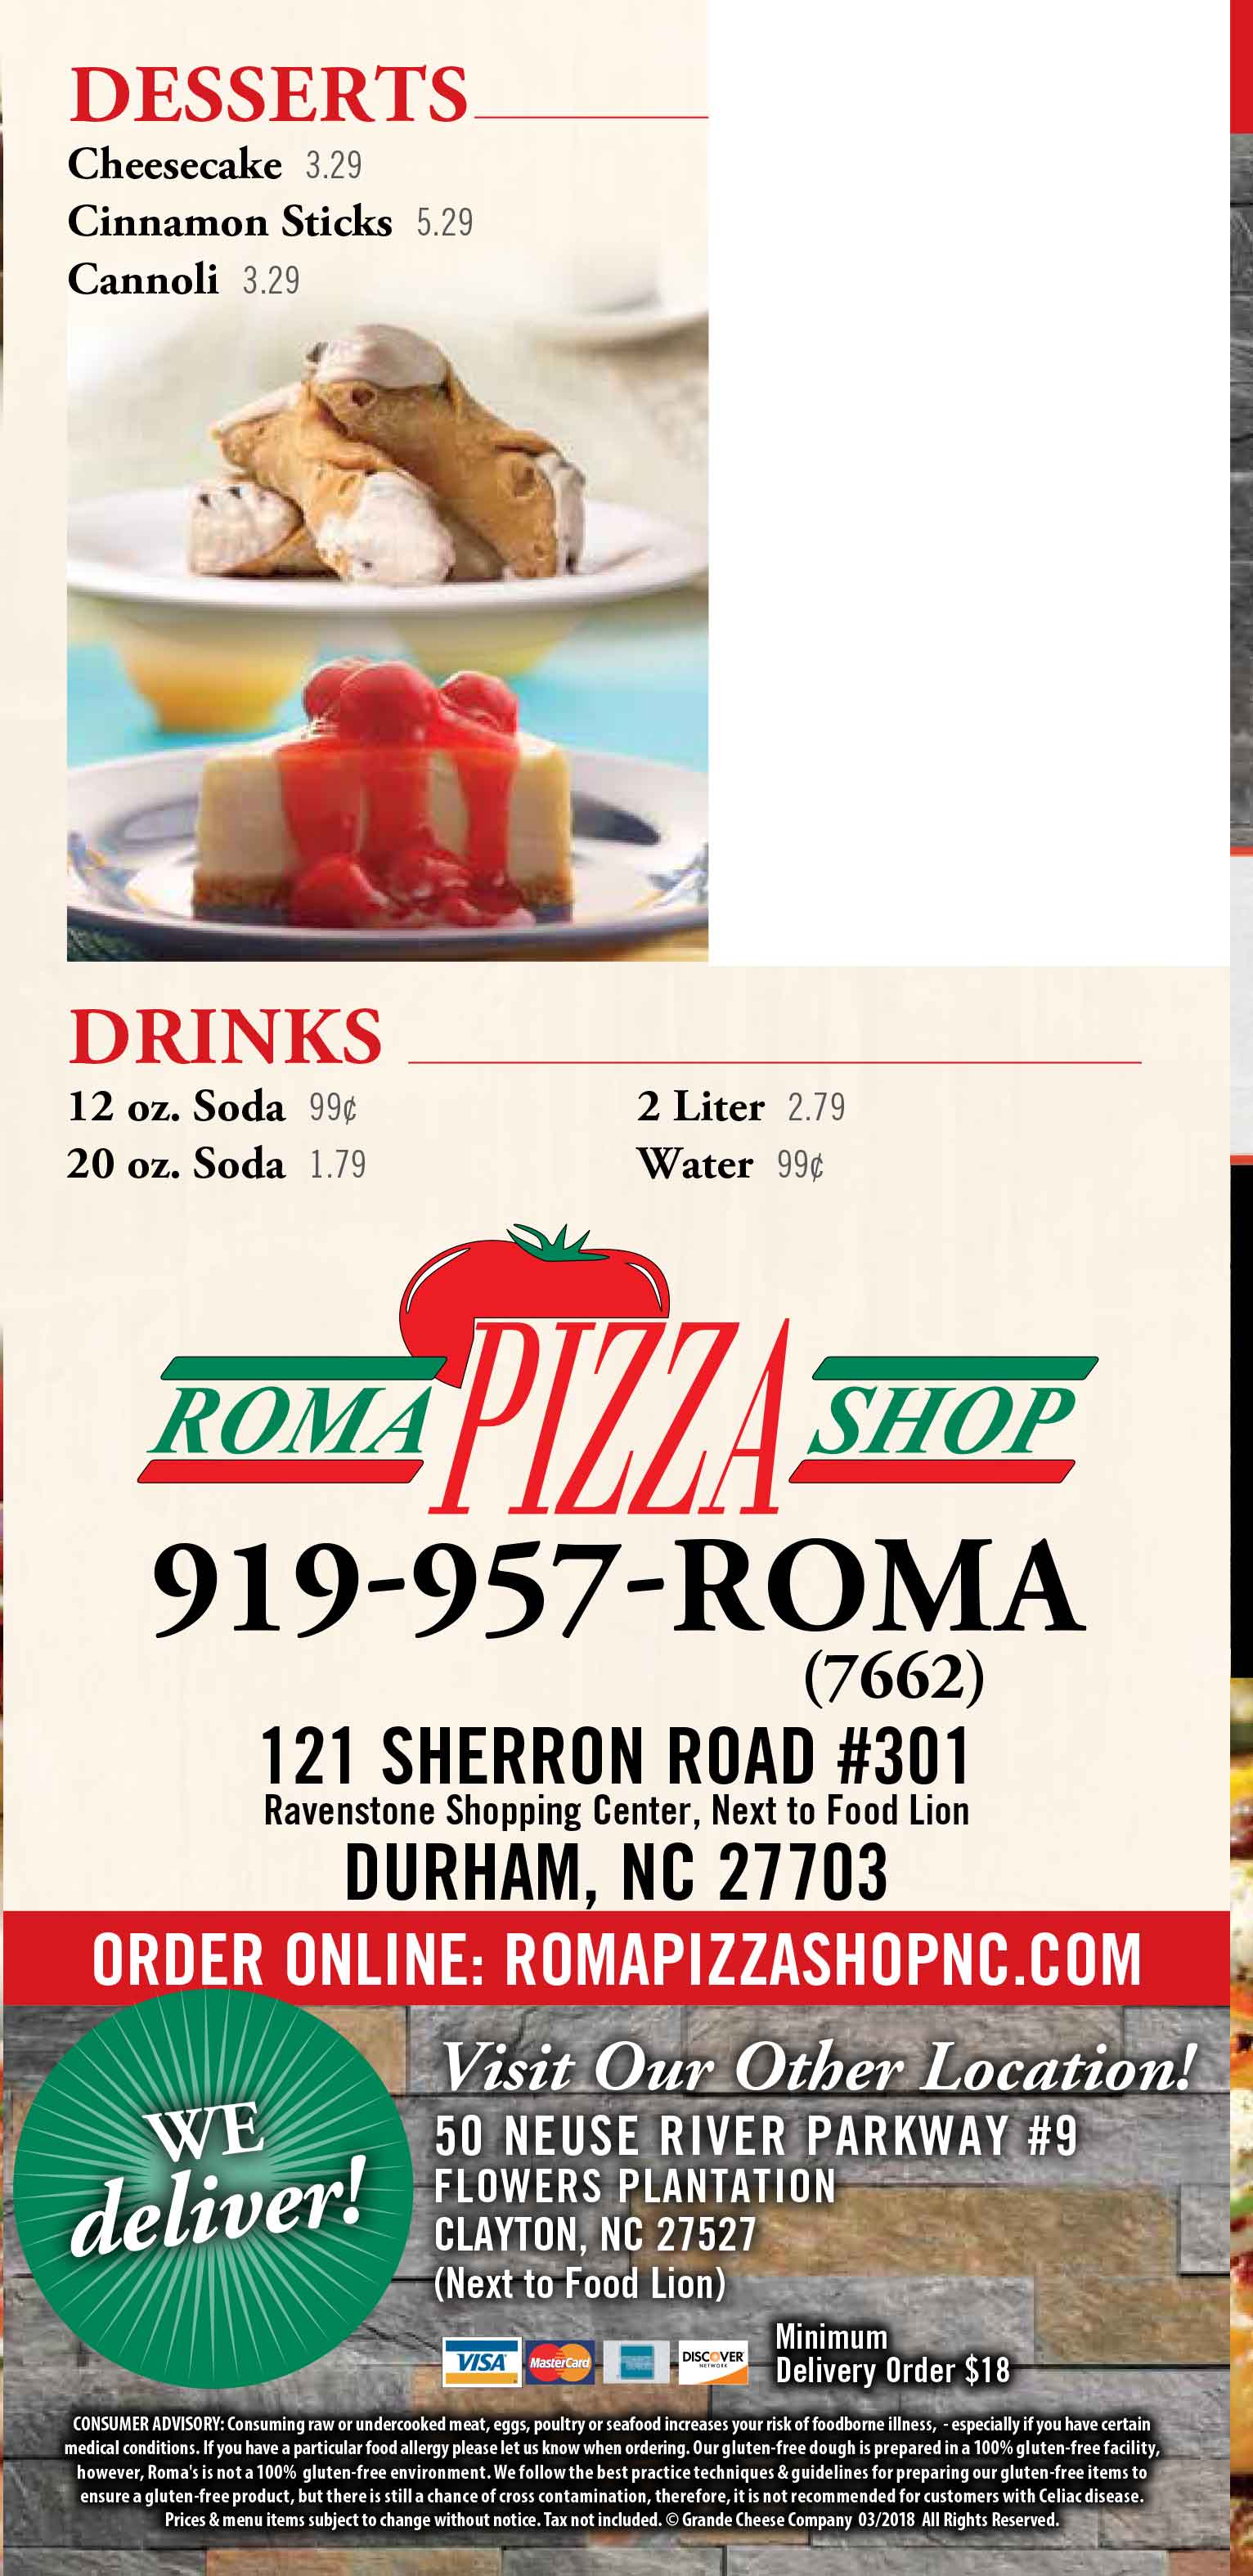 DESSERTS
Cheesecake 3.29
Cinnamon Sticks 5.29
Cannoli 3.29
DRINKS
12 oz. Soda 99¢
20 oz. Soda 1.79
2 Liter 2.79
Water 99¢
ROMA PIZZA SHOP
919-957-ROMA
(7662)
121 SHERRON ROAD #301
Ravenstone Shopping Center, Next to Food Lion
DURHAM, NC 27703
ORDER ONLINE: ROMAPIZZASHOPNC.COM
WE
deliver!
Visit Our Other Location!
50 NEUSE RIVER PARKWAY #9
FLOWERS PLANTATION
CLAYTON, NC 27527
(Next to Food Lion)
VISA MasterCard DISCOVER
NETWORK
Minimum
Delivery Order $18
CONSUMER ADVISORY: Consuming raw or undercooked meat, eggs, poultry or seafood increases your risk of foodborne illness, - especially if you have certain
medical conditions. If you have a particular food allergy please let us know when ordering. Our gluten-free dough is prepared in a 100% gluten-free facility,
however, Roma's is not a 100% gluten-free environment. We follow the best practice techniques & guidelines for preparing our gluten-free items to
ensure a gluten-free product, but there is still a chance of cross contamination, therefore, it is not recommended for customers with Celiac disease.
Prices & menu items subject to change without notice. Tax not included. © Grande Cheese Company 03/2018 All Rights Reserved.